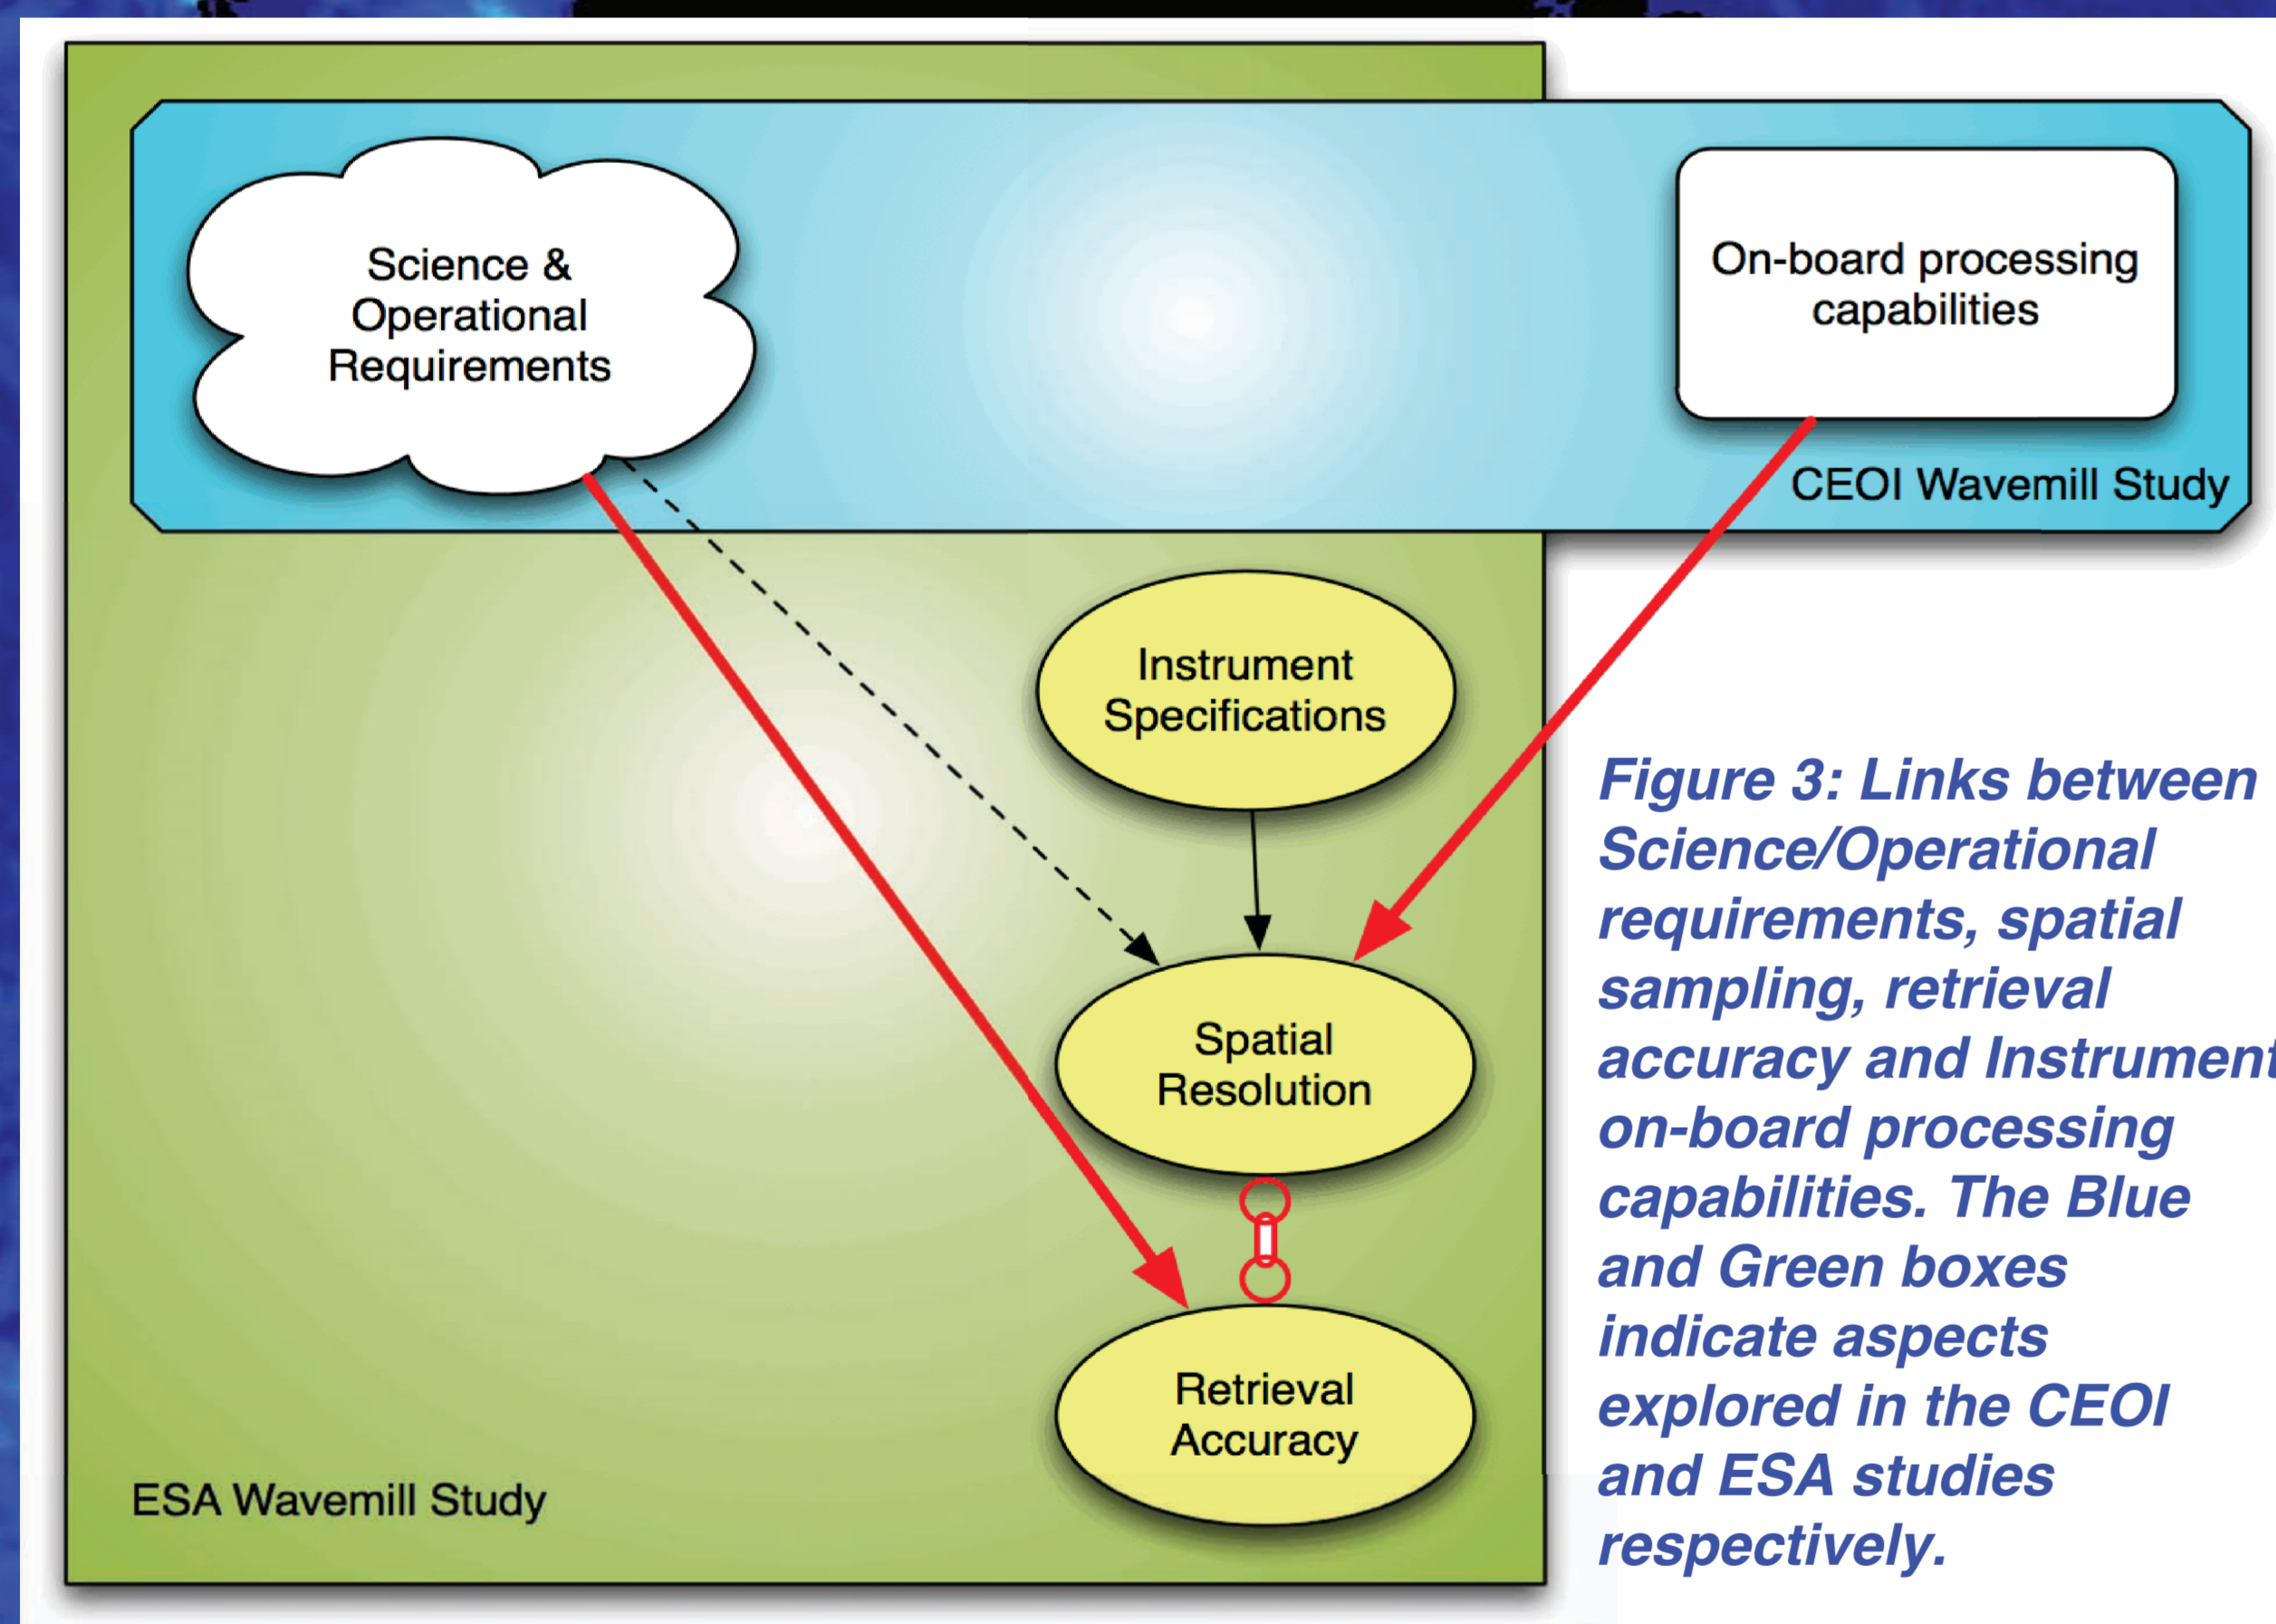 Science &
Operational
Requirements
On-board processing
capabilities
CEOI Wavemill Study
Instrument
Specifications
Spatial
Resolution
Retrieval
Accuracy
ESA Wavemill Study
Figure 3: Links between
Science/Operational
requirements, spatial
sampling, retrieval
accuracy and Instrument
on-board processing
capabilities. The Blue
and Green boxes
indicate aspects
explored in the CEOI
and ESA studies
respectively.